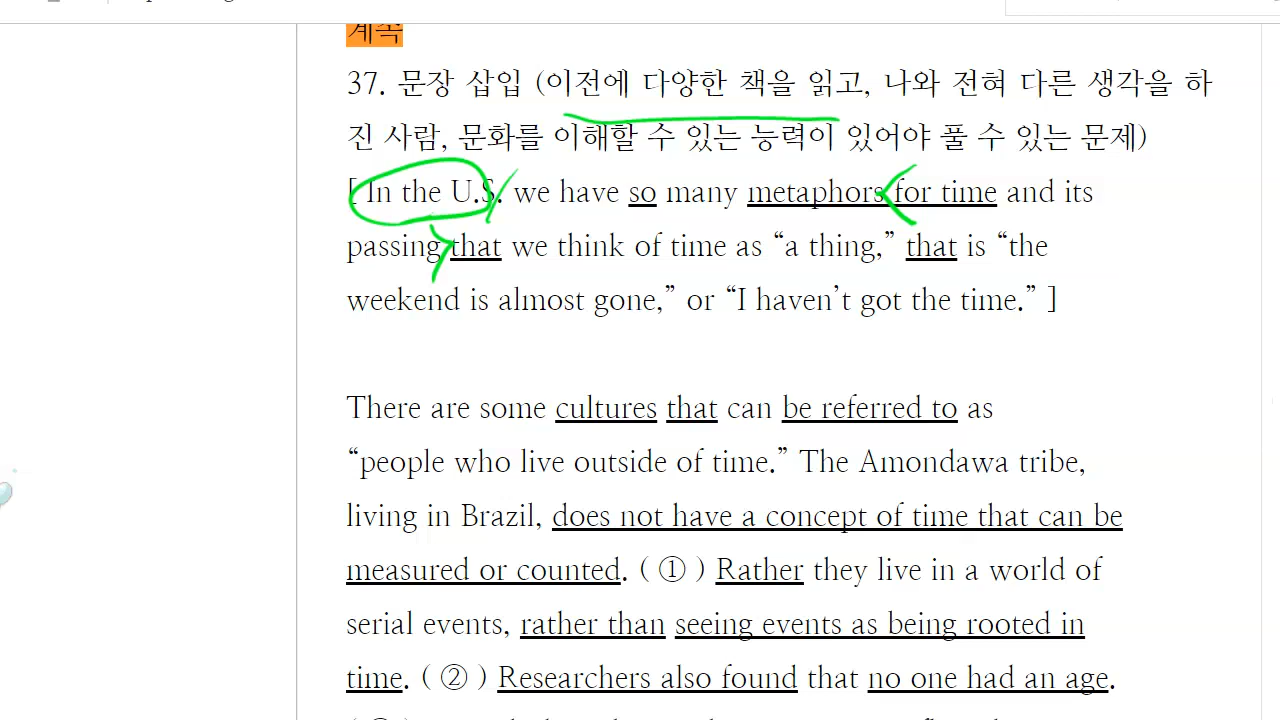 계속
37. 문장 삽입 (이전에 다양한 책을 읽고, 나와 전혀 다른 생각을 하
진 사람, 문화를 이해할 수 있는 능력이 있어야 풀 수 있는 문제)
[ In the U.S. we have so many metaphors for time and its
passing that we think of time as “a thing,” that is “the
weekend is almost gone,” or “I haven’t got the time.” ]
There are some cultures that can be referred to as
“people who live outside of time.” The Amondawa tribe,
living in Brazil, does not have a concept of time that can be
measured or counted. ( ① ) Rather they live in a world of
serial events, rather than seeing events as being rooted in
time. ( ② ) Researchers also found that no one had an age.